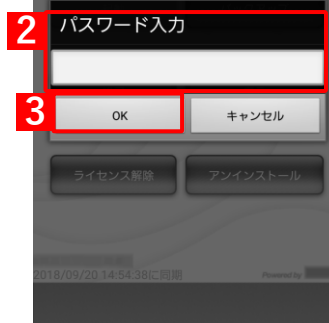 2
パスワード入力
3
OK キャンセル
ライセンス解除 アンインストール
2018/09/20 14:54:38に同期 Powered by